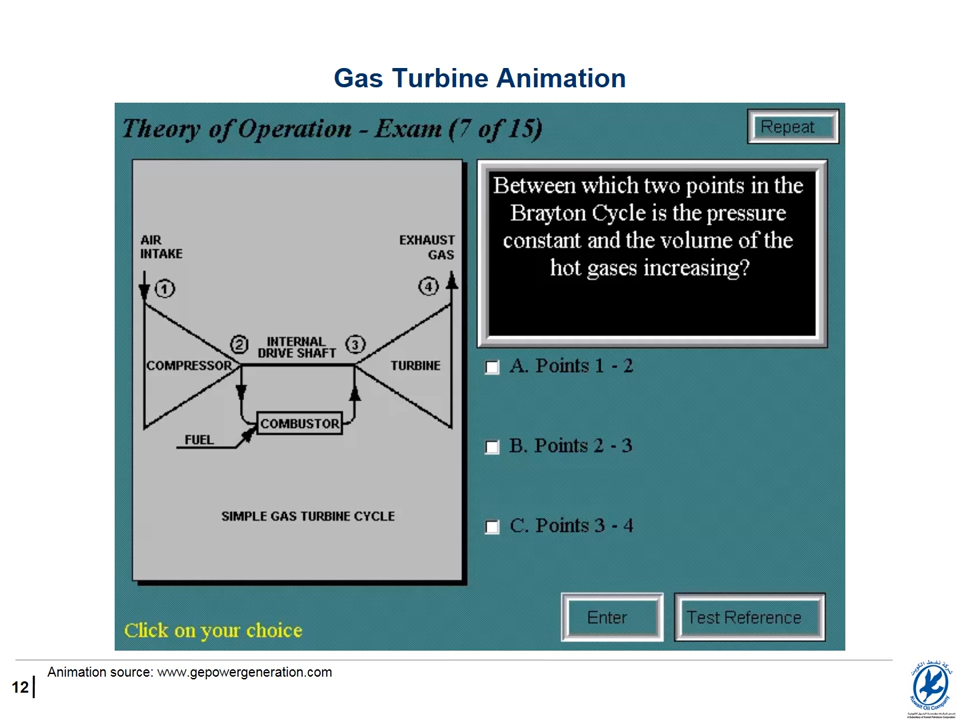 Gas Turbine Animation
Theory of Operation - Exam (7 of 15)
Repeat
AIR
INTAKE
EXHAUST
GAS
1
4
2
INTERNAL
DRIVE SHAFT
3
COMPRESSOR
TURBINE
COMBUSTOR
FUEL
SIMPLE GAS TURBINE CYCLE
Between which two points in the
Brayton Cycle is the pressure
constant and the volume of the
hot gases increasing?
A. Points 1 - 2
B. Points 2 - 3
C. Points 3 - 4
Click on your choice
Enter
Test Reference
Animation source: www.gepowergeneration.com
12
Kuwait Oil Company